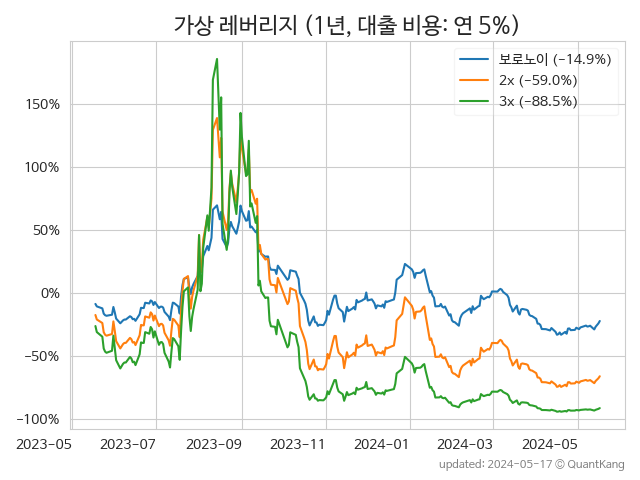 가상 레버리지 (1년, 대출 비용: 연 5%)
보로노이 (-14.9%)
2x (-59.0%)
3x (-88.5%)
150%
100%
50%
0%
-50%
-100%
2023-05 2023-07 2023-09 2023-11 2024-01 2024-03 2024-05
updated: 2024-05-17 © QuantKang